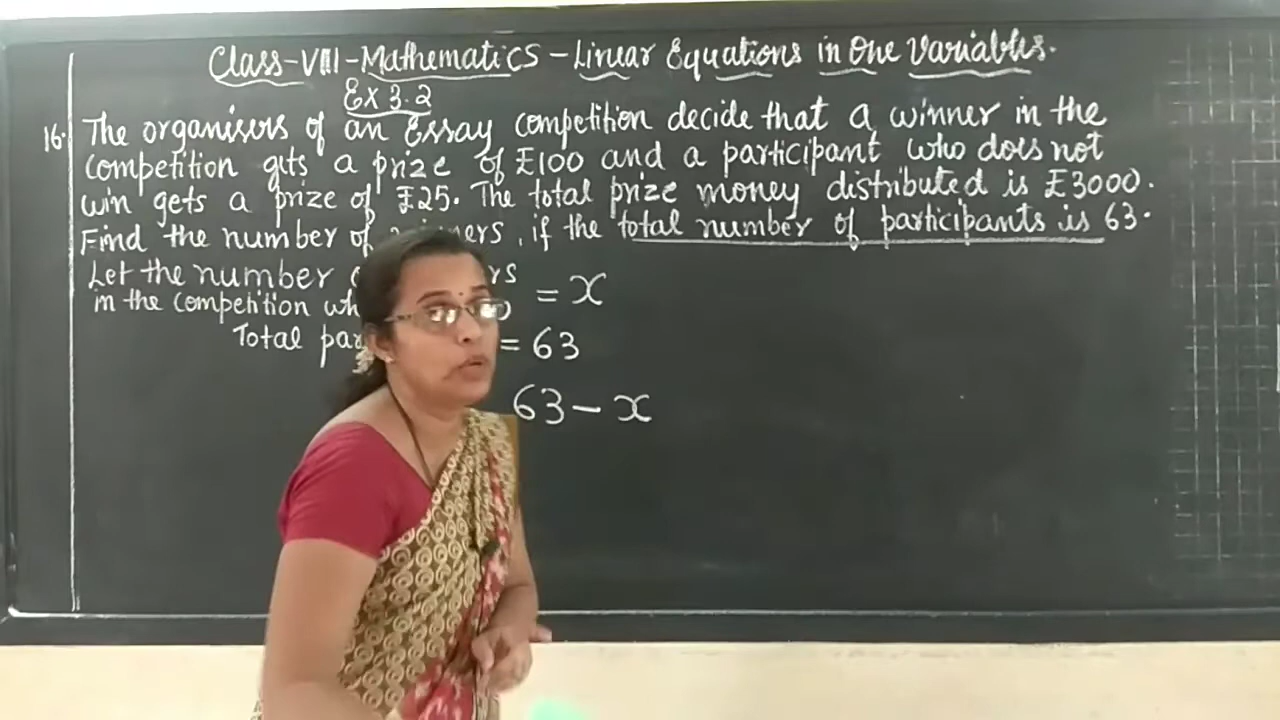 Class-VIII-Mathematics - Linear Equations in One Variables.
Ex 3.2
16. The organisers of an Essay competition decide that a winner in the
competition gets a prize of ₹100 and a participant who does not
win gets a prize of ₹25. The total prize money distributed is ₹3000.
Find the number of , if the total number of participants is 63.
Let the number
in the competition = x
Total = 63
63 - x